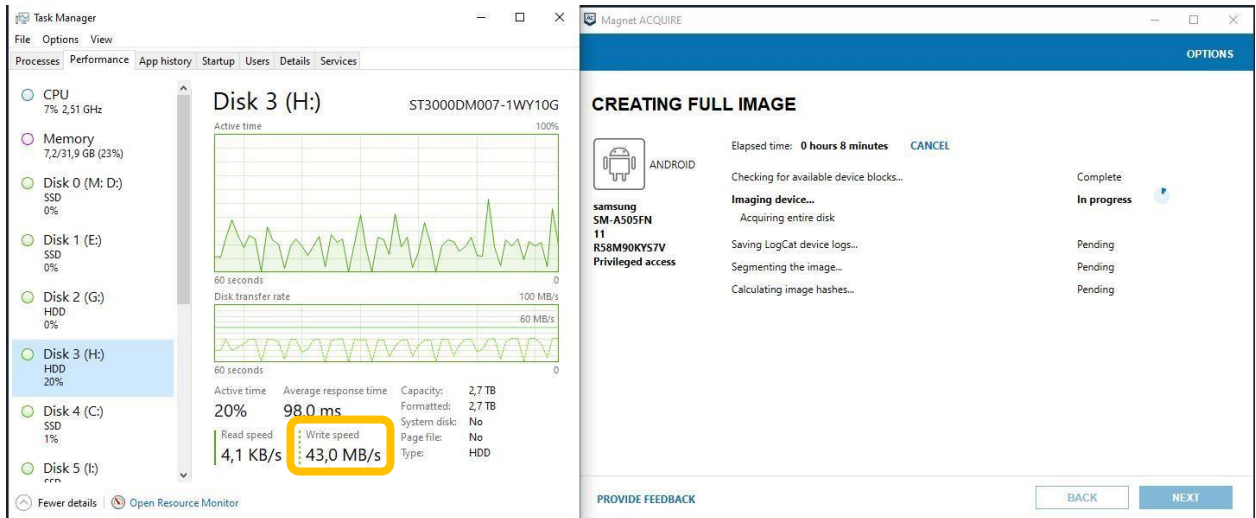 Task Manager
File Options View
Processes Performance App history Startup Users Details Services
CPU
7% 2,51 GHz
Memory
7,2/31,9 GB (23%)
Disk 0 (M: D:)
SSD
0%
Disk 1 (E:)
SSD
0%
Disk 2 (G:)
HDD
0%
Disk 3 (H:)
HDD
20%
Disk 4 (C:)
SSD
1%
Disk 5 (I:)
Disk 3 (H:) ST3000DM007-1WY10G
Active time 100%
60 seconds 0
Disk transfer rate 100 MB/s
60 MB/s
60 seconds 0
Active time Average response time
20% 98,0 ms
Read speed Write speed
4,1 KB/s 43,0 MB/s
Capacity: 2,7 TB
Formatted: 2,7 TB
System disk: No
Page file: No
Type: HDD
Fewer details Open Resource Monitor
Magnet ACQUIRE
OPTIONS
CREATING FULL IMAGE
ANDROID
samsung
SM-A505FN
11
R58M90KYS7V
Privileged access
Elapsed time: 0 hours 8 minutes CANCEL
Checking for available device blocks... Complete
Imaging device... In progress
Acquiring entire disk
Saving LogCat device logs... Pending
Segmenting the image... Pending
Calculating image hashes... Pending
PROVIDE FEEDBACK
BACK NEXT